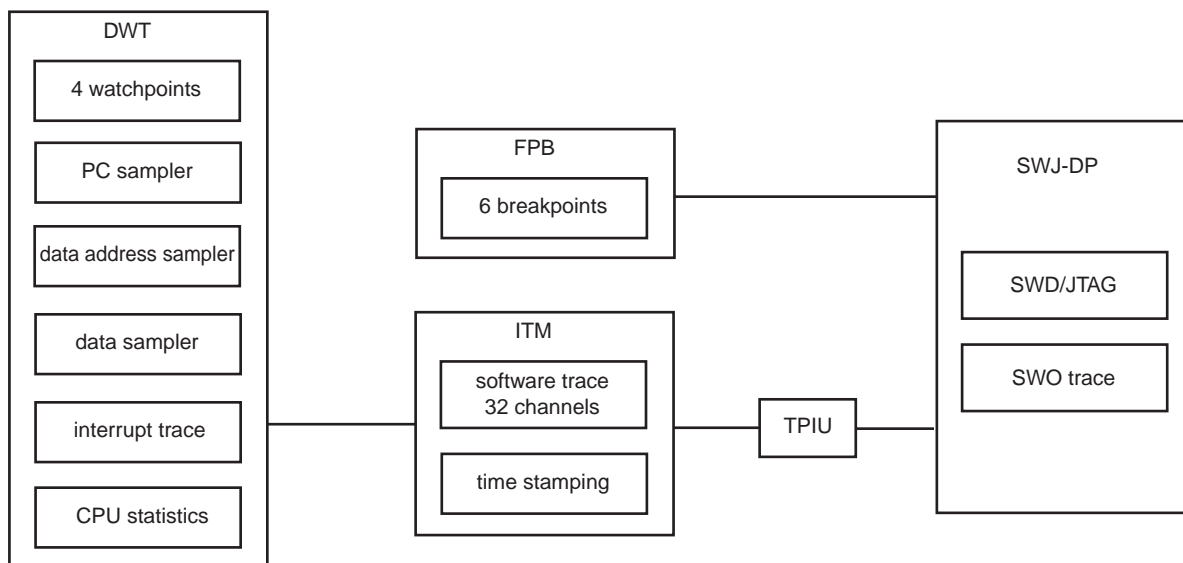 DWT
4 watchpoints
PC sampler
data address sampler
data sampler
interrupt trace
CPU statistics
FPB
6 breakpoints
ITM
software trace
32 channels
time stamping
TPIU
SWJ-DP
SWD/JTAG
SWO trace